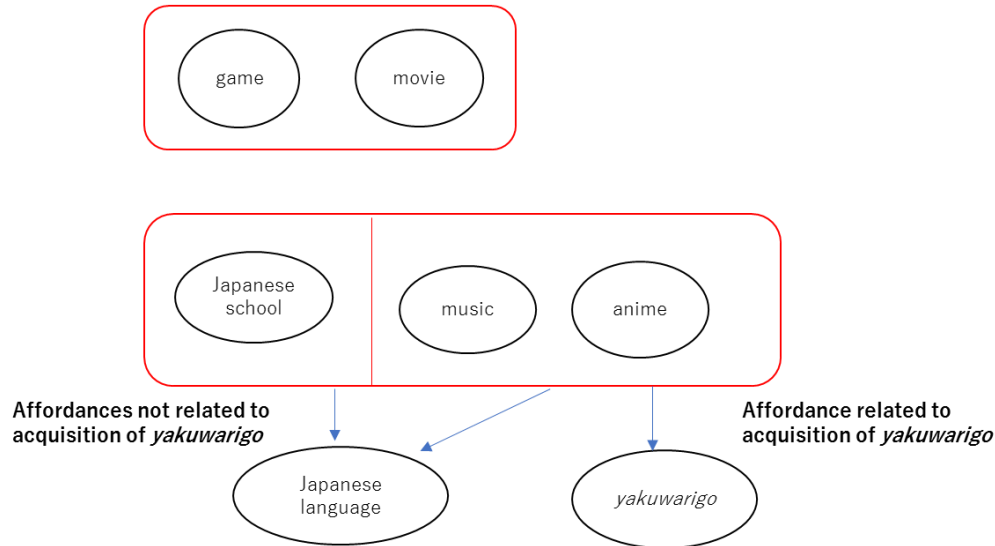 game
movie
Japanese
school
music
anime
Affordances not related to
acquisition of yakuwarigo
Affordance related to
acquisition of yakuwarigo
Japanese
language
yakuwarigo